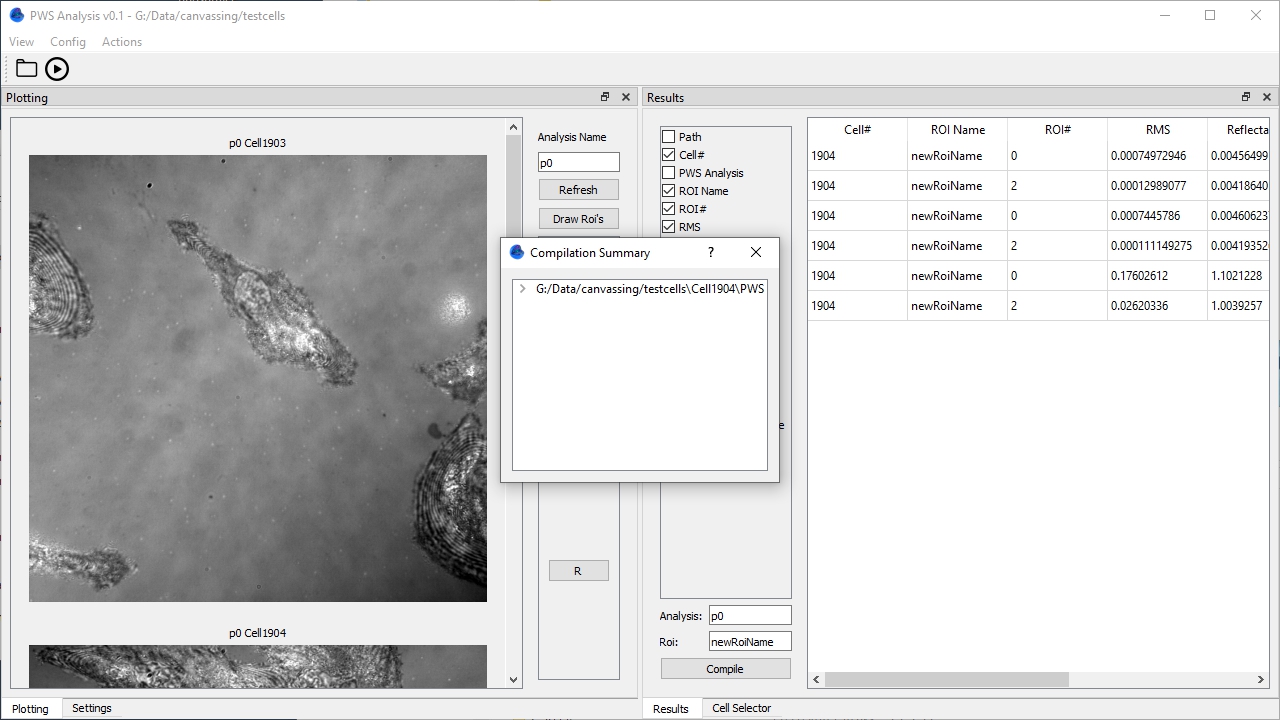 PWS Analysis v0.1 - G:/Data/canvassing/testcells
View Config Actions
Plotting
p0 Cell1903
p0 Cell1904
Analysis Name
p0
Refresh
Draw Roi's
R
Plotting Settings
Results
Path
Cell#
PWS Analysis
ROI Name
ROI#
RMS
Analysis: p0
Roi: newRoiName
Compile
Cell# ROI Name ROI# RMS Reflecta
1904 newRoiName 0 0.00074972946 0.00456499
1904 newRoiName 2 0.00012989077 0.00418640
1904 newRoiName 0 0.0007445786 0.00460623
1904 newRoiName 2 0.000111149275 0.00419352
1904 newRoiName 0 0.17602612 1.1021228
1904 newRoiName 2 0.02620336 1.0039257
Results Cell Selector
Compilation Summary ?
G:/Data/canvassing/testcells\Cell1904\PWS